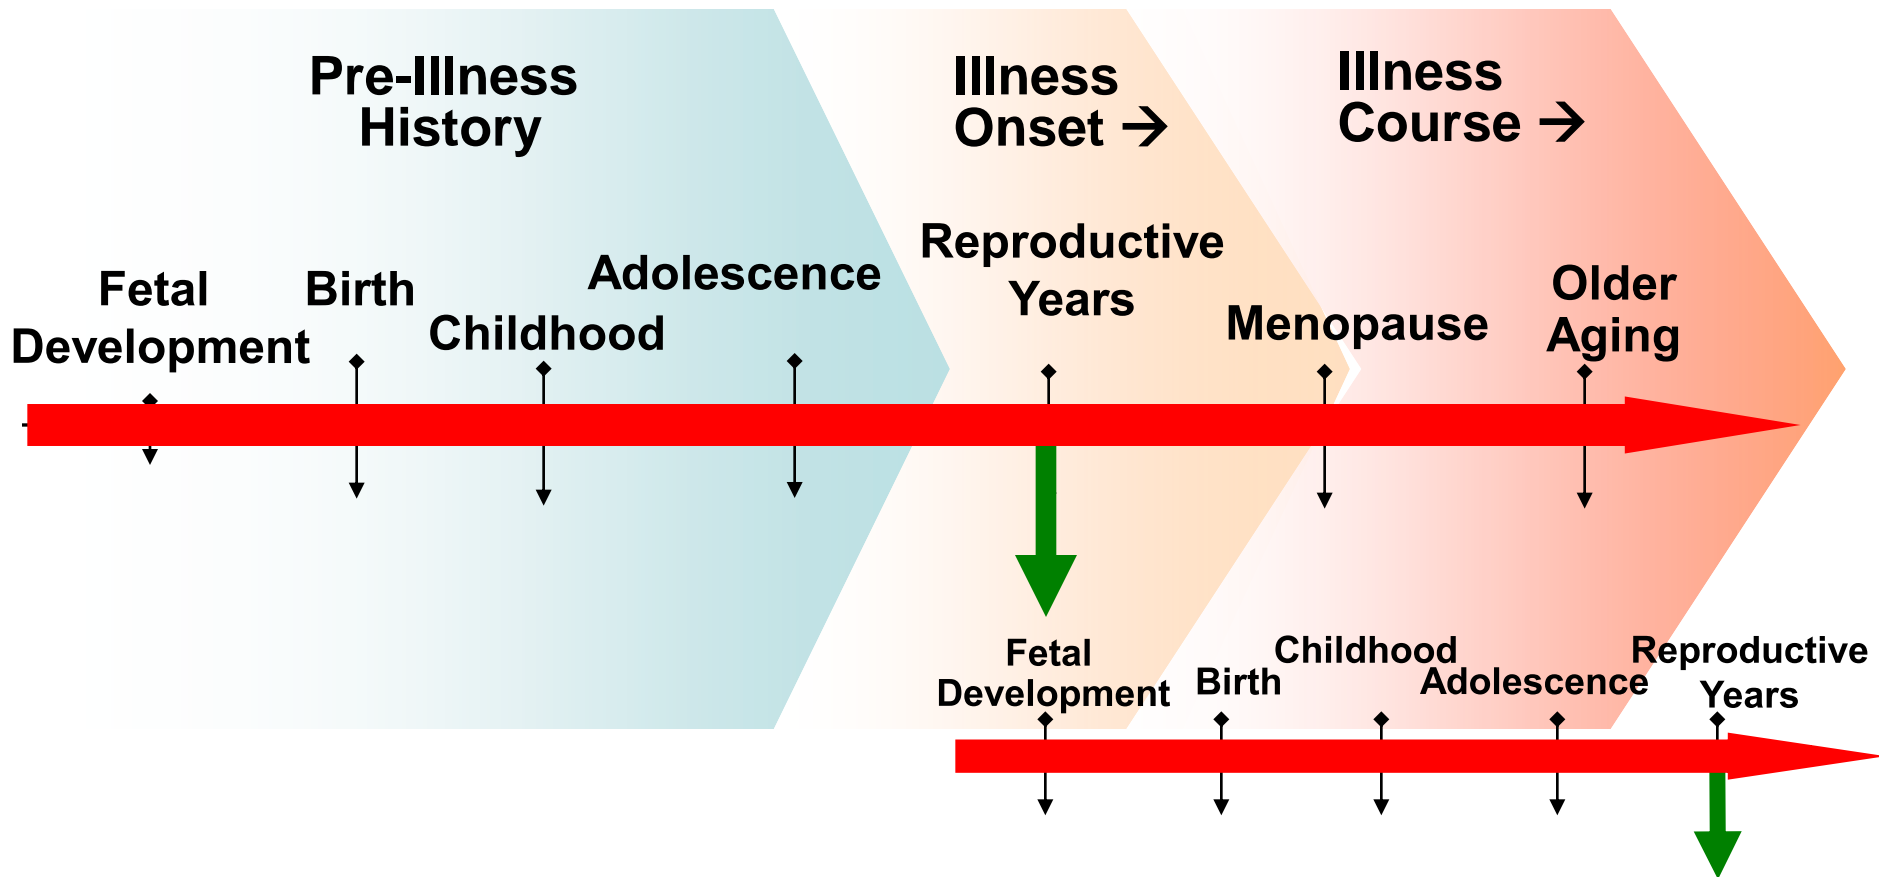 Pre-Illness
History
Illness
Onset →
Illness
Course →
Fetal
Development
Birth
Childhood
Adolescence
Reproductive
Years
Menopause
Older
Aging
Fetal
Development
Birth
Childhood
Adolescence
Reproductive
Years